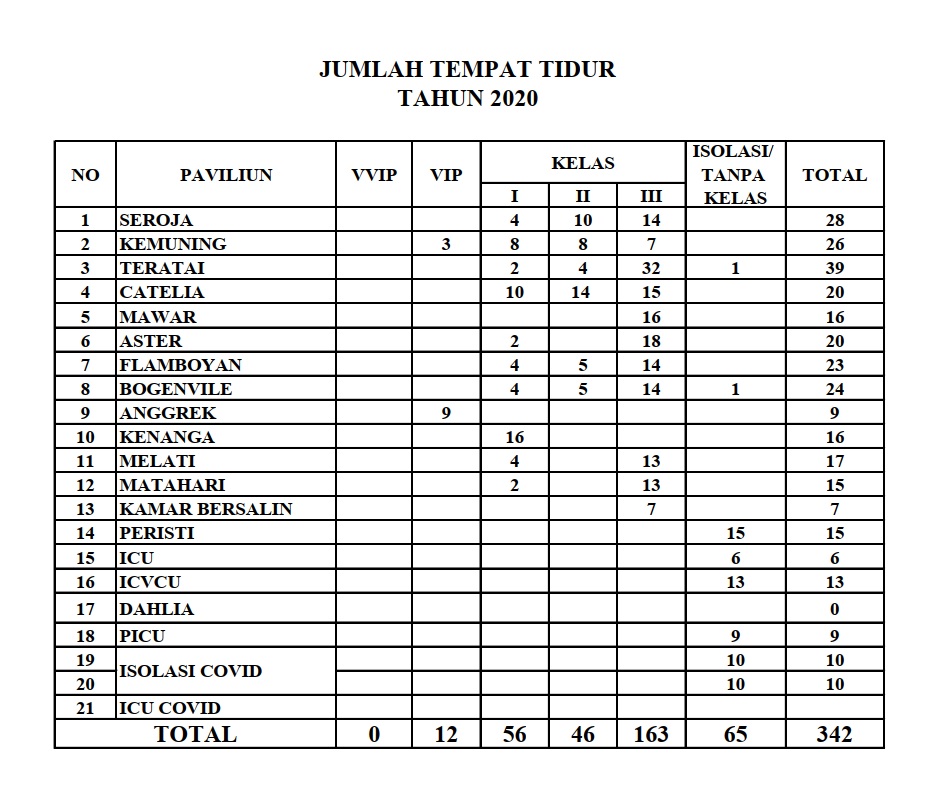 JUMLAH TEMPAT TIDUR
TAHUN 2020
NO PAVILIUN VVIP VIP KELAS ISOLASI/ TANPA KELAS TOTAL
I II III
1 SEROJA 4 10 14 28
2 KEMUNING 3 8 8 7 26
3 TERATAI 2 4 32 1 39
4 CATELIA 10 14 15 20
5 MAWAR 16 16
6 ASTER 2 18 20
7 FLAMBOYAN 4 5 14 23
8 BOGENVILE 4 5 14 1 24
9 ANGGREK 9 9
10 KENANGA 16 16
11 MELATI 4 13 17
12 MATAHARI 2 13 15
13 KAMAR BERSALIN 7 7
14 PERISTI 15 15
15 ICU 6 6
16 ICVCU 13 13
17 DAHLIA 0
18 PICU 9 9
19 ISOLASI COVID 10 10
20 10 10
21 ICU COVID
TOTAL 0 12 56 46 163 65 342